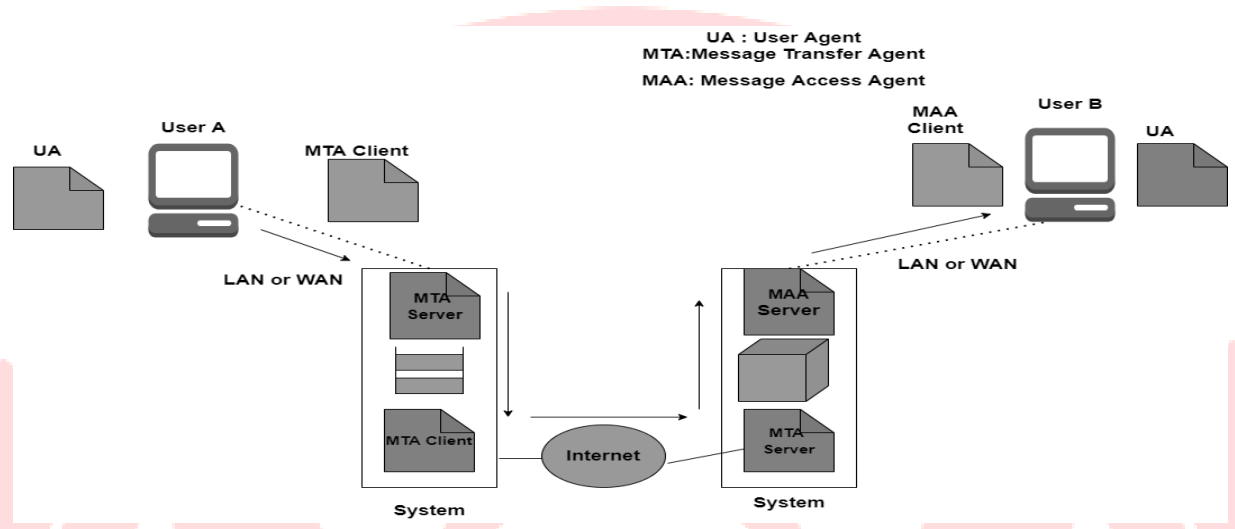 UA : User Agent
MTA:Message Transfer Agent
MAA: Message Access Agent
User A
UA
MTA Client
MAA
Client
User B
UA
LAN or WAN
LAN or WAN
MTA
Server
MTA Client
System
Internet
MAA
Server
MTA
Server
System